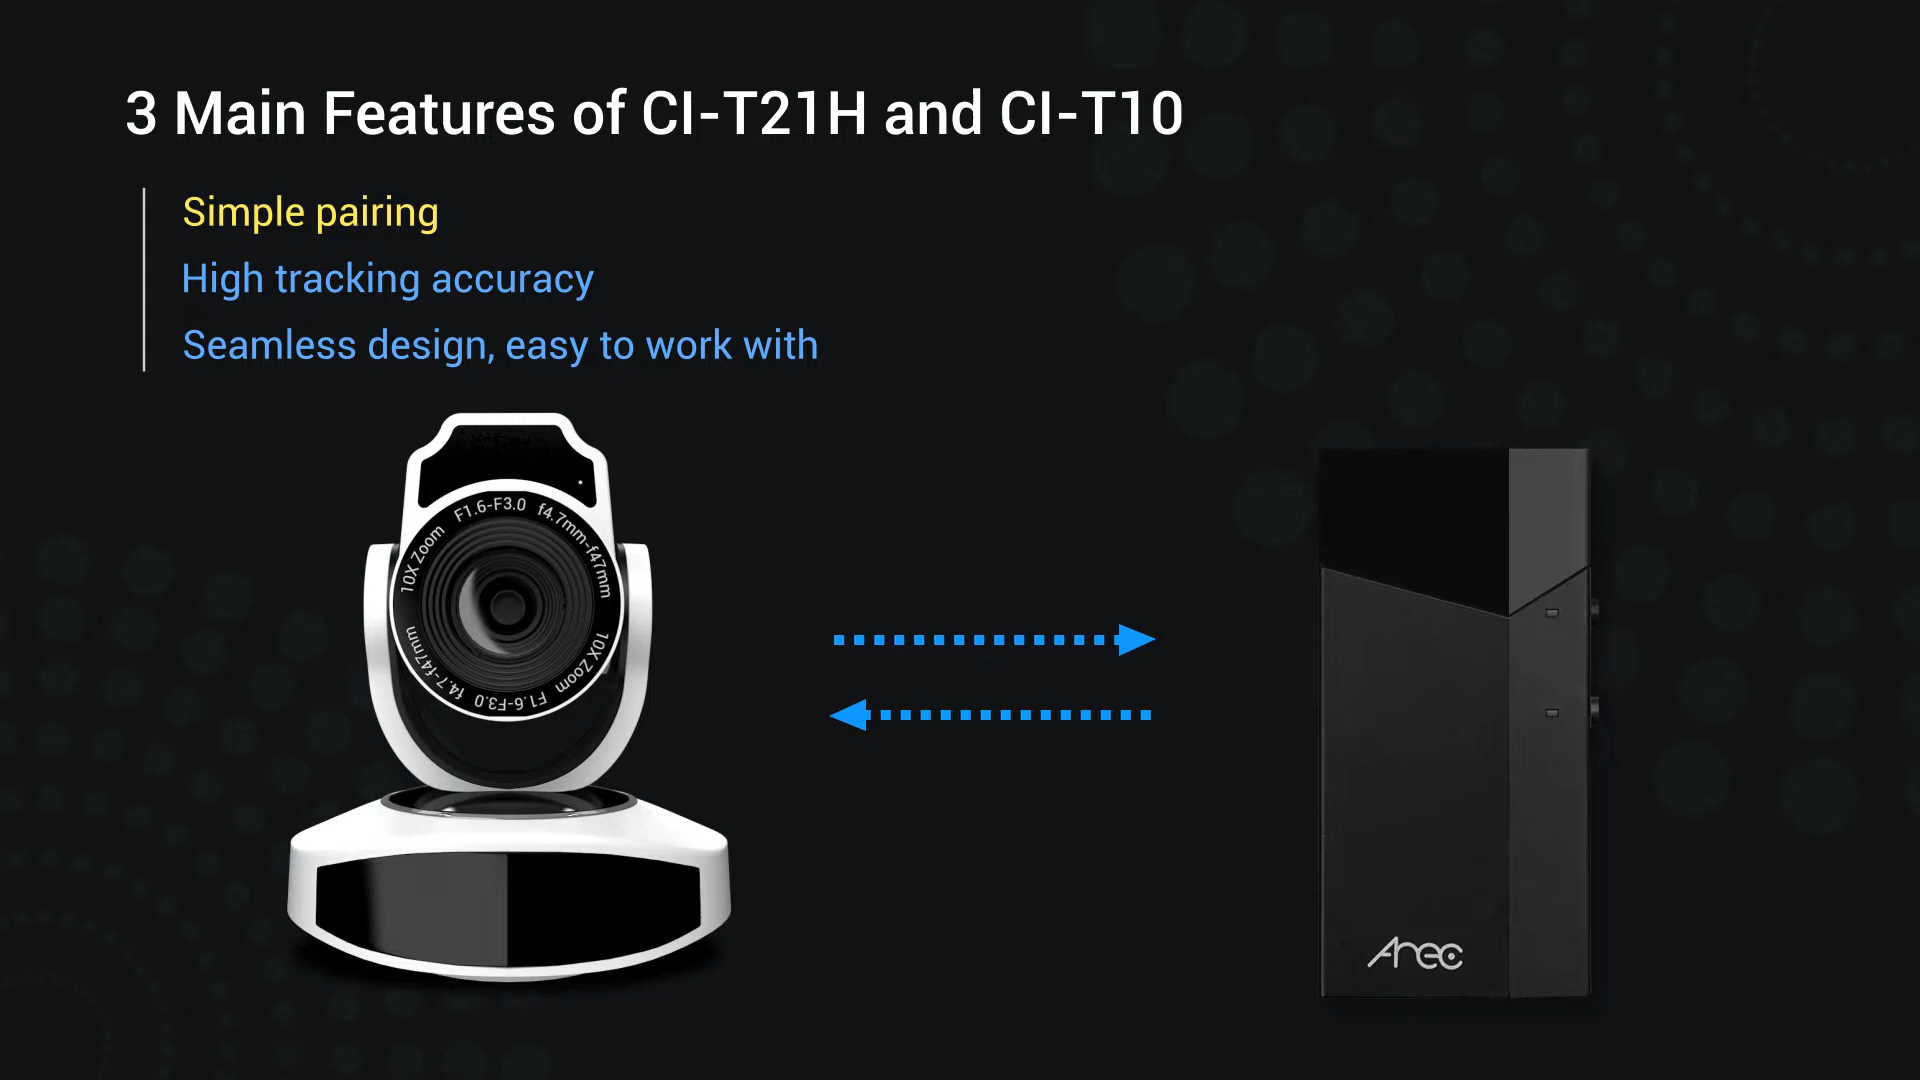 3 Main Features of CI-T21H and CI-T10
Simple pairing
High tracking accuracy
Seamless design, easy to work with
10X Zoom F1.6-F3.0 f4.7mm-f47mm
10X Zoom F1.6-F3.0 f4.7-f47mm
Arec